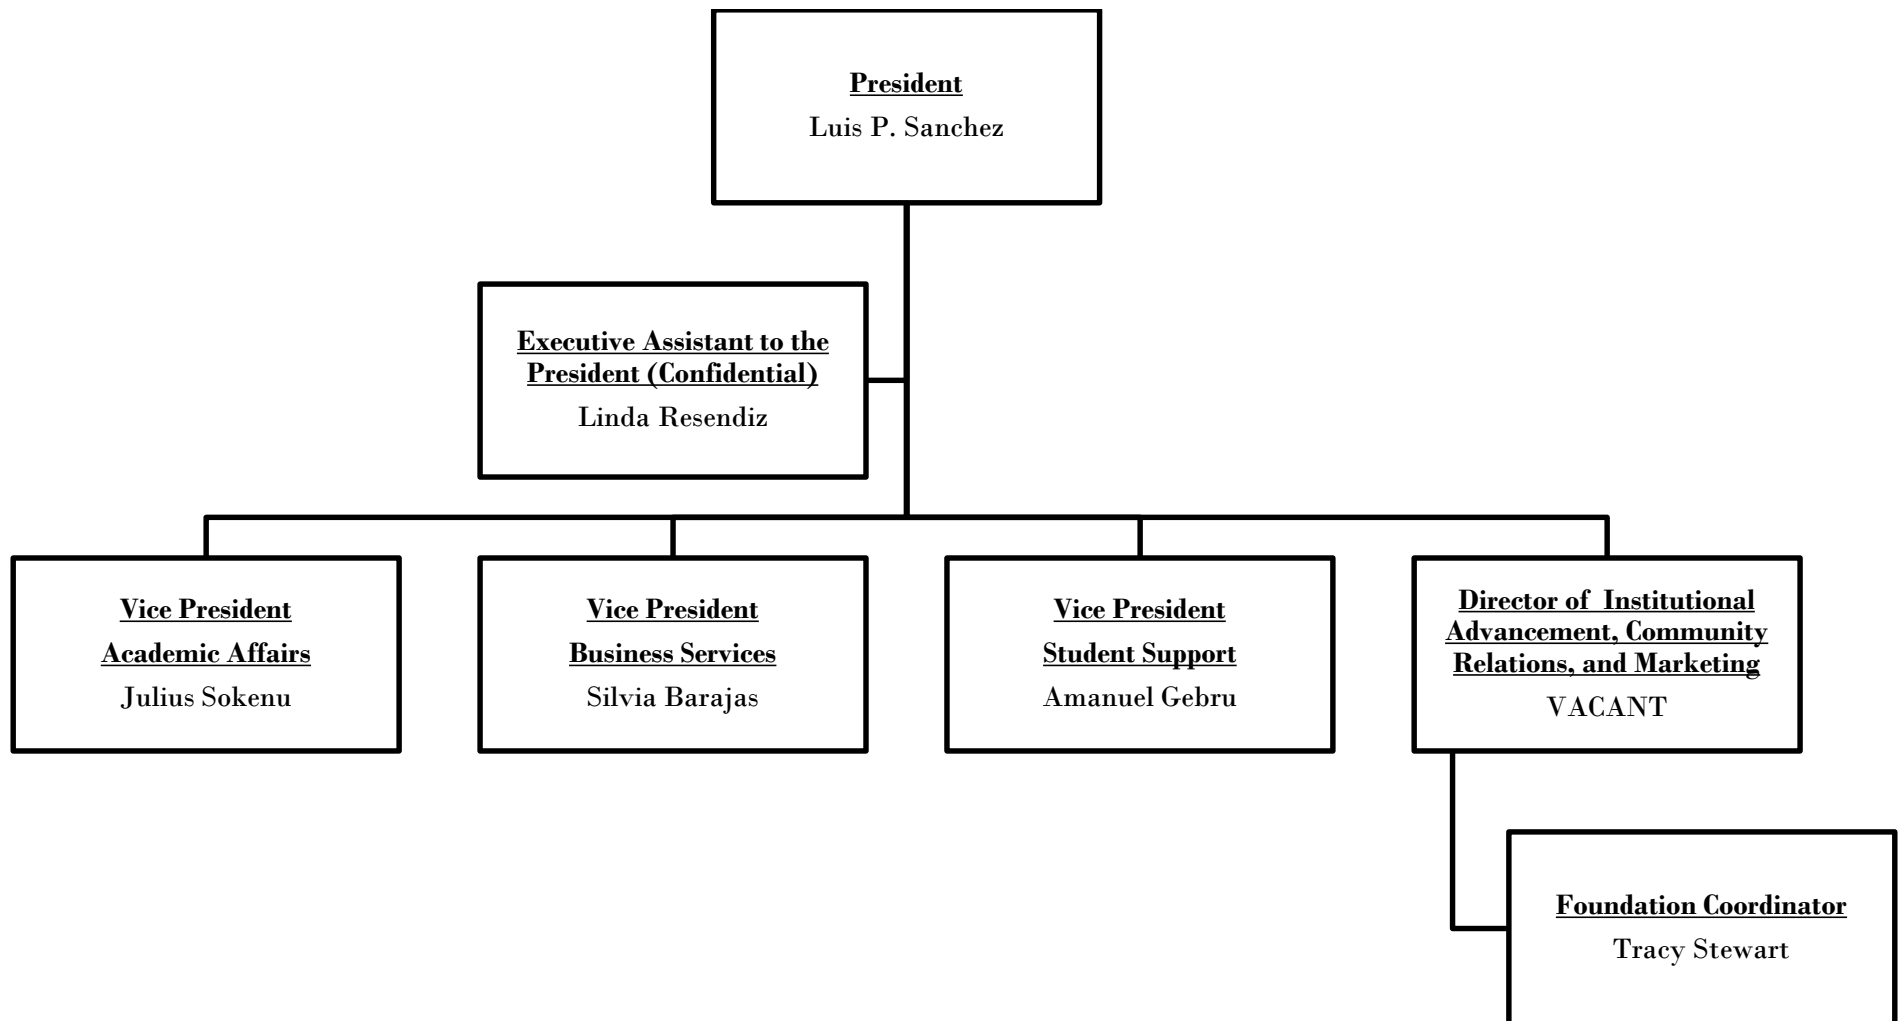 President
Luis P. Sanchez
Executive Assistant to the
President (Confidential)
Linda Resendiz
Vice President
Academic Affairs
Julius Sokenu
Vice President
Business Services
Silvia Barajas
Vice President
Student Support
Amanuel Gebru
Director of  Institutional
Advancement, Community
Relations, and Marketing
VACANT
Foundation Coordinator
Tracy Stewart